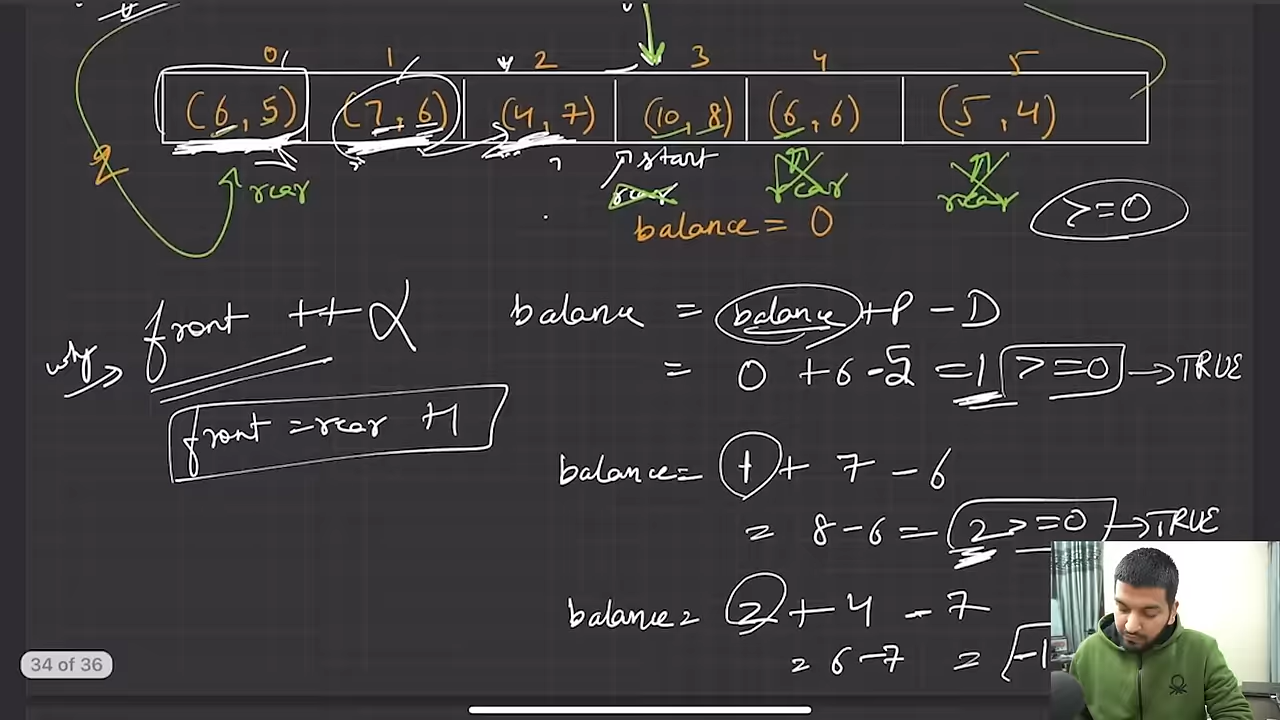 0 1 2 3 4 5
(6,5) (7,6) (4,7) (10,8) (6,6) (5,4)
2 rear start rear rear
rear
balance = 0 >=0
front ++ balance = balance + P - D
why = 0 +6 -5 =1 >=0 →TRUE
front =rear +1
balance= 1 + 7 - 6
= 8-6 = 2 >=0 →TRUE
balance= 2 + 4 - 7
= 6-7 = -1
34 of 36